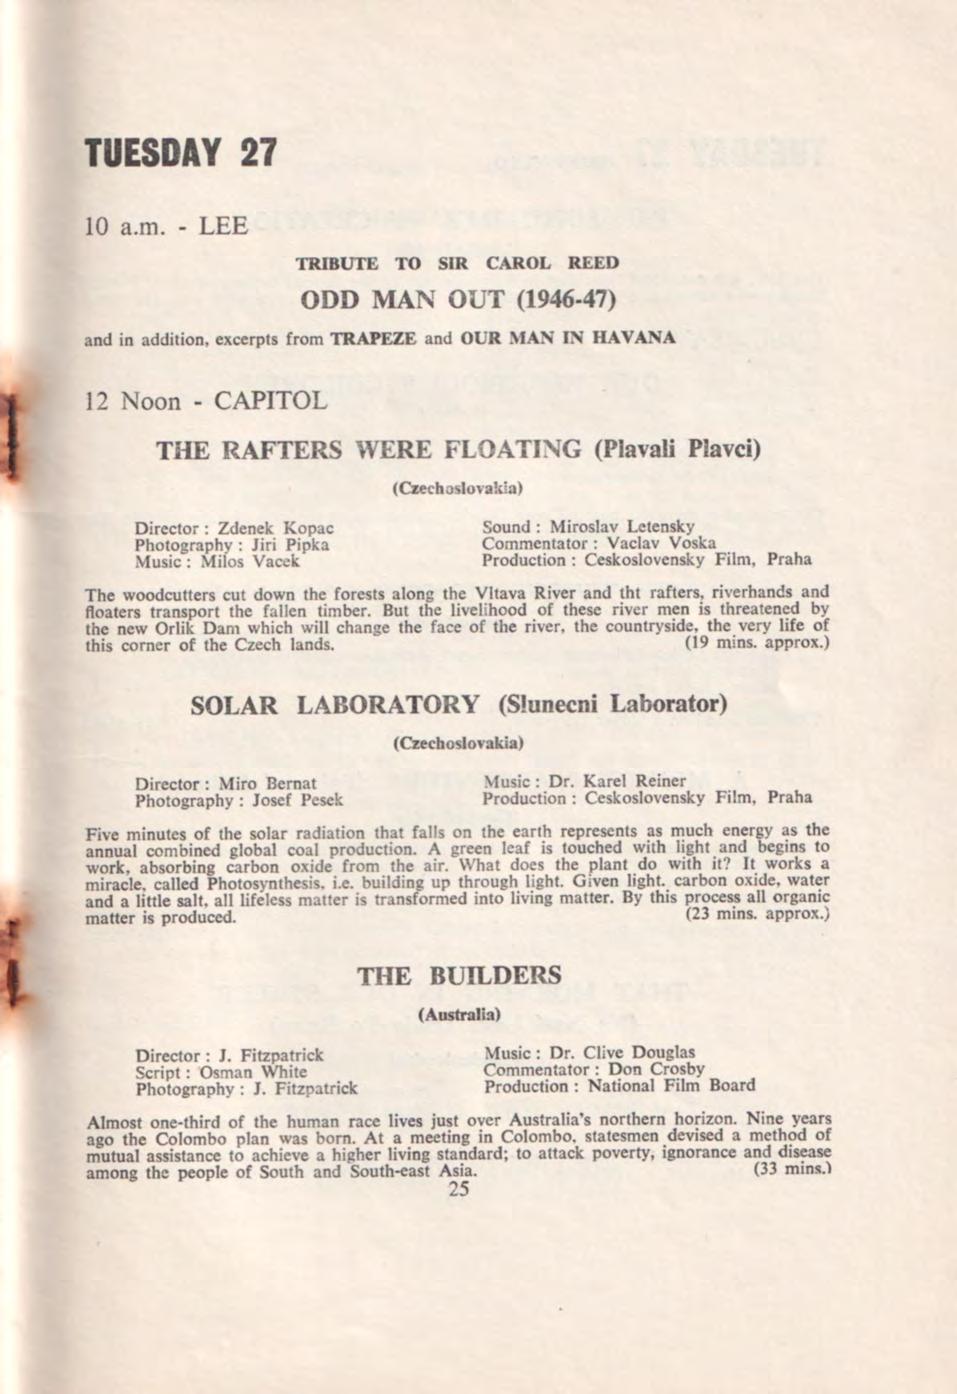 TUESDAY 27
10 a.m. - LEE
TRIBUTE TO SIR CAROL REED
ODD MAN OUT (1946-47)
and in addition, excerpts from TRAPEZE and OUR MAN IN HAVANA
12 Noon - CAPITOL
THE RAFTERS WERE FLOATING (Plavali Plavci)
(Czechoslovakia)
Director : Zdenek Kopac
Photography : Jiri Pipka
Music : Milos Vacek
Sound : Miroslav Letensky
Commentator : Vaclav Voska
Production : Ceskoslovensky Film, Praha
The woodcutters cut down the forests along the Vltava River and tht rafters, riverhands and
floaters transport the fallen timber. But the livelihood of these river men is threatened by
the new Orlik Dam which will change the face of the river, the countryside, the very life of
this corner of the Czech lands. (19 mins. approx.)
SOLAR LABORATORY (Slunecni Laborator)
(Czechoslovakia)
Director : Miro Bernat
Photography : Josef Pesek
Music : Dr. Karel Reiner
Production : Ceskoslovensky Film, Praha
Five minutes of the solar radiation that falls on the earth represents as much energy as the
annual combined global coal production. A green leaf is touched with light and begins to
work, absorbing carbon oxide from the air. What does the plant do with it? It works a
miracle, called Photosynthesis, i.e. building up through light. Given light, carbon oxide, water
and a little salt, all lifeless matter is transformed into living matter. By this process all organic
matter is produced. (23 mins. approx.)
THE BUILDERS
(Australia)
Director : J. Fitzpatrick
Script : Osman White
Photography : J. Fitzpatrick
Music : Dr. Clive Douglas
Commentator : Don Crosby
Production : National Film Board
Almost one-third of the human race lives just over Australia's northern horizon. Nine years
ago the Colombo plan was born. At a meeting in Colombo, statesmen devised a method of
mutual assistance to achieve a higher living standard; to attack poverty, ignorance and disease
among the people of South and South-east Asia. (33 mins.)
25